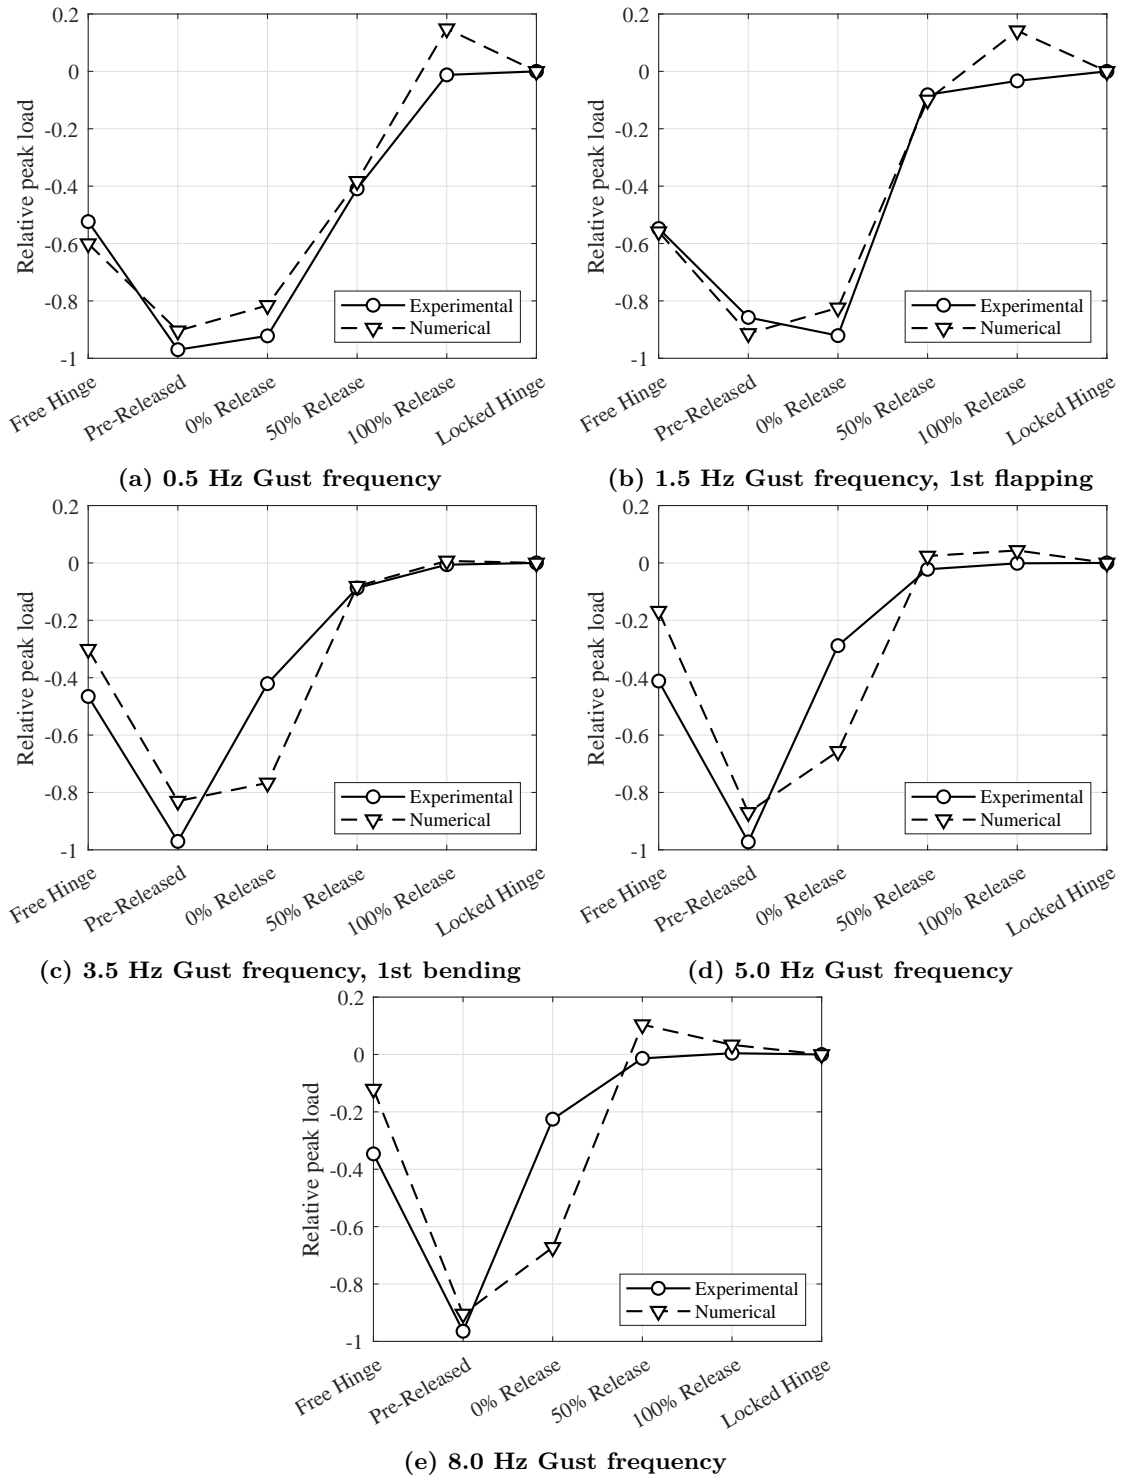 0.2
0
-0.2
-0.4
-0.6
-0.8
-1
Relative peak load
Experimental
Numerical
Free Hinge
Pre-Released
0% Release
50% Release
100% Release
Locked Hinge
(a) 0.5 Hz Gust frequency
0.2
0
-0.2
-0.4
-0.6
-0.8
-1
Relative peak load
Experimental
Numerical
Free Hinge
Pre-Released
0% Release
50% Release
100% Release
Locked Hinge
(b) 1.5 Hz Gust frequency, 1st flapping
0.2
0
-0.2
-0.4
-0.6
-0.8
-1
Relative peak load
Experimental
Numerical
Free Hinge
Pre-Released
0% Release
50% Release
100% Release
Locked Hinge
(c) 3.5 Hz Gust frequency, 1st bending
0.2
0
-0.2
-0.4
-0.6
-0.8
-1
Relative peak load
Experimental
Numerical
Free Hinge
Pre-Released
0% Release
50% Release
100% Release
Locked Hinge
(d) 5.0 Hz Gust frequency
0.2
0
-0.2
-0.4
-0.6
-0.8
-1
Relative peak load
Experimental
Numerical
Free Hinge
Pre-Released
0% Release
50% Release
100% Release
Locked Hinge
(e) 8.0 Hz Gust frequency